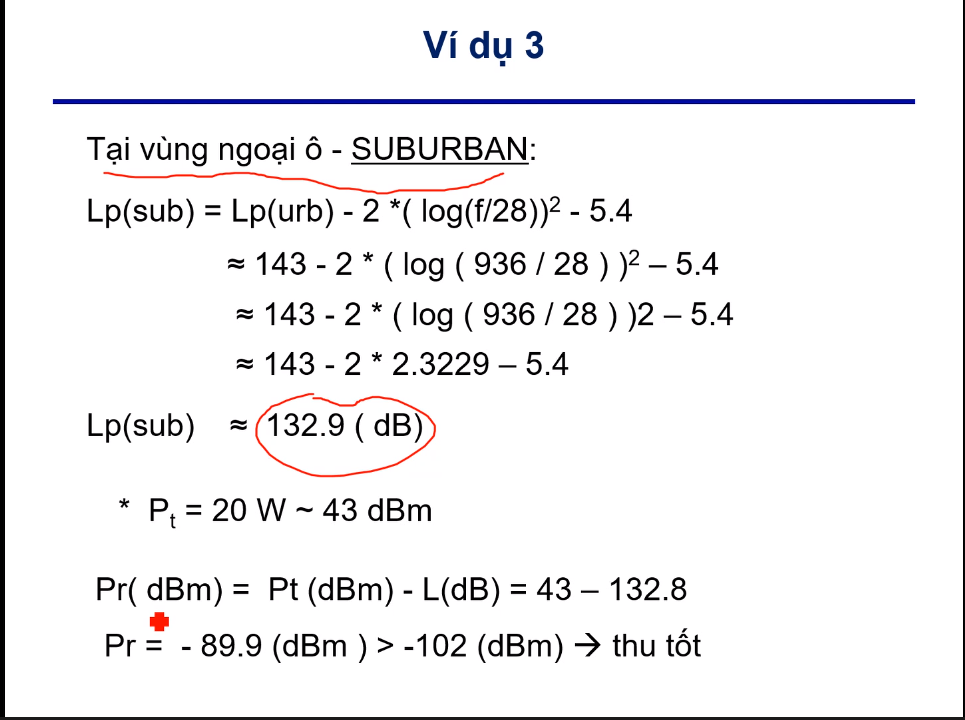 Ví dụ 3
Tại vùng ngoại ô - SUBURBAN:
Lp(sub) = Lp(urb) - 2 *( log(f/28))² - 5.4
≈ 143 - 2 * ( log ( 936 / 28 ) )² – 5.4
≈ 143 - 2 * ( log ( 936 / 28 ) )2 – 5.4
≈ 143 - 2 * 2.3229 – 5.4
Lp(sub) ≈ 132.9 ( dB)
* Pt = 20 W ~ 43 dBm
Pr( dBm) = Pt (dBm) - L(dB) = 43 – 132.8
Pr = - 89.9 (dBm ) > -102 (dBm) → thu tốt